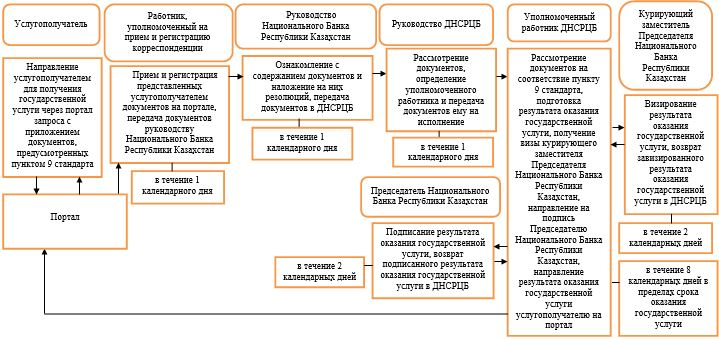 Услугополучатель
Работник,
уполномоченный на
прием и регистрацию
корреспонденции
Руководство
Национального Банка
Республики Казахстан
Руководство ДНСРЦБ
Уполномоченный
работник ДНСРЦБ
Курирующий
заместитель
Председателя
Национального
Банка
Республики
Казахстан
Направление
услугополучателем
для получения
государственной
услуги через портал
запроса с
приложением
документов,
предусмотренных
пунктом 9 стандарта
Прием и регистрация
представленных
услугополучателем
документов на портале,
передача документов
руководству
Национального Банка
Республики Казахстан
в течение 1
календарного дня
Ознакомление с
содержанием документов и
наложение на них
резолюций, передача
документов в ДНСРЦБ
в течение 1
календарного дня
Рассмотрение
документов,
определение
уполномоченного
работника и передача
документов ему на
исполнение
в течение 1
календарного дня
Рассмотрение
документов на
соответствие пункту
9 стандарта,
подготовка
результата оказания
государственной
услуги, получение
визы курирующего
заместителя
Председателя
Национального Банка
Республики
Казахстан,
направление на
подпись
Председателю
Национального Банка
Республики
Казахстан,
направление
результата оказания
государственной
услуги
услугополучателю на
портал
Визирование
результата
оказания
государственной
услуги, возврат
завизированного
результата
оказания
государственной
услуги в ДНСРЦБ
в течение 2
календарных дней
в течение 8
календарных дней в
пределах срока
оказания
государственной
услуги
Портал
Председатель Национального
Банка Республики Казахстан
Подписание результата
оказания государственной
услуги, возврат
подписанного результата
оказания государственной
услуги в ДНСРЦБ
в течение 2
календарных дней